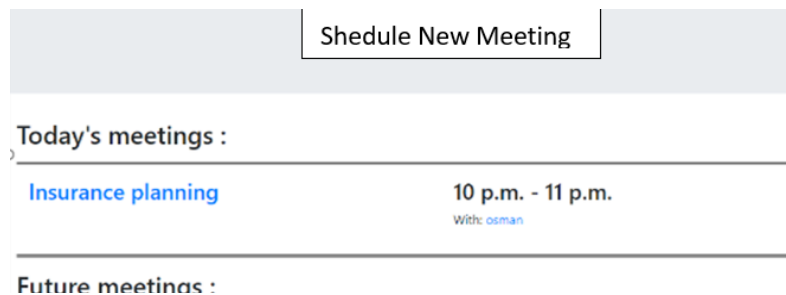 Shedule New Meeting
Today's meetings :
Insurance planning
10 p.m. - 11 p.m.
With: osman
Future meetings :